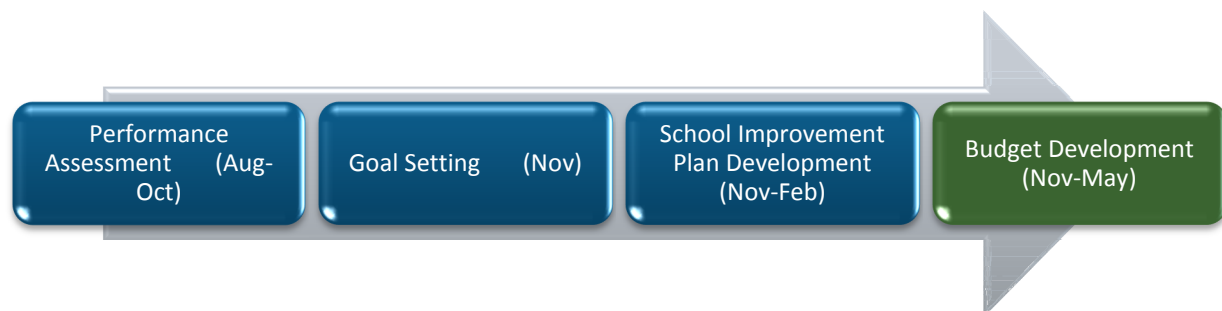 Performance
Assessment (Aug-
Oct)
Goal Setting (Nov)
School Improvement
Plan Development
(Nov-Feb)
Budget Development
(Nov-May)